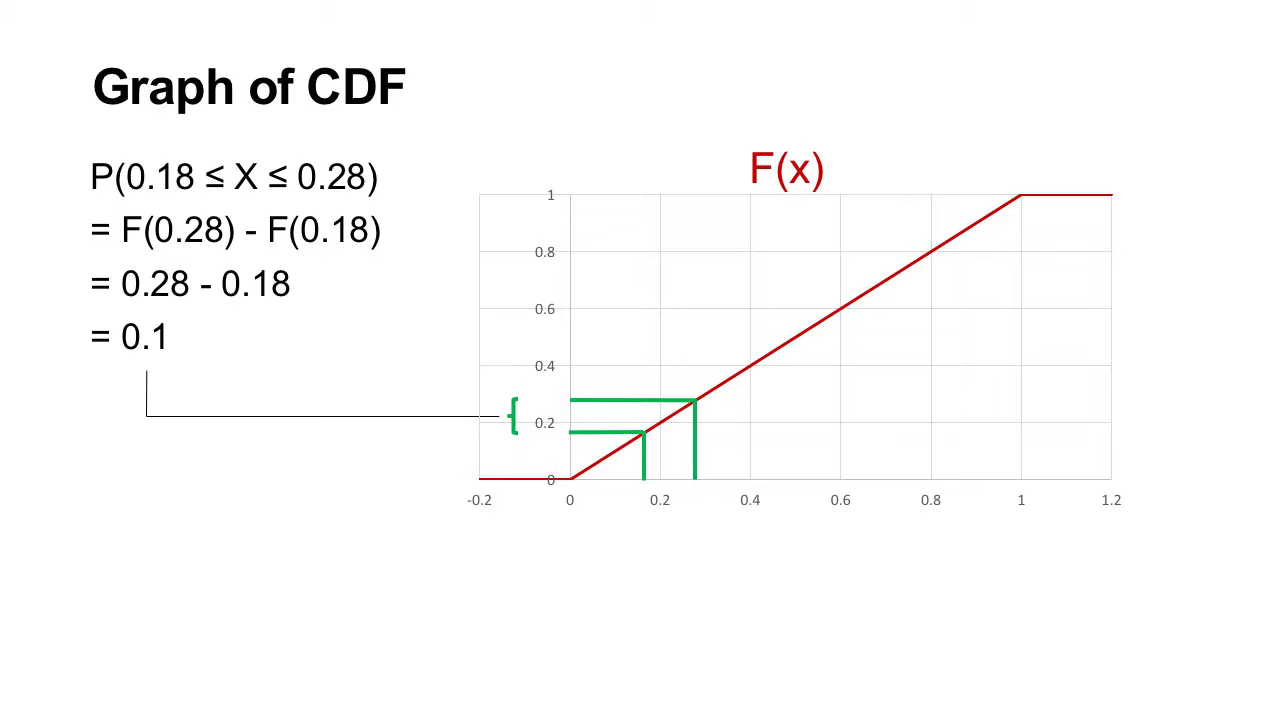 Graph of CDF
P(0.18 ≤ X ≤ 0.28)
= F(0.28) - F(0.18)
= 0.28 - 0.18
= 0.1
F(x)
1
0.8
0.6
0.4
0.2
0
-0.2 0 0.2 0.4 0.6 0.8 1 1.2